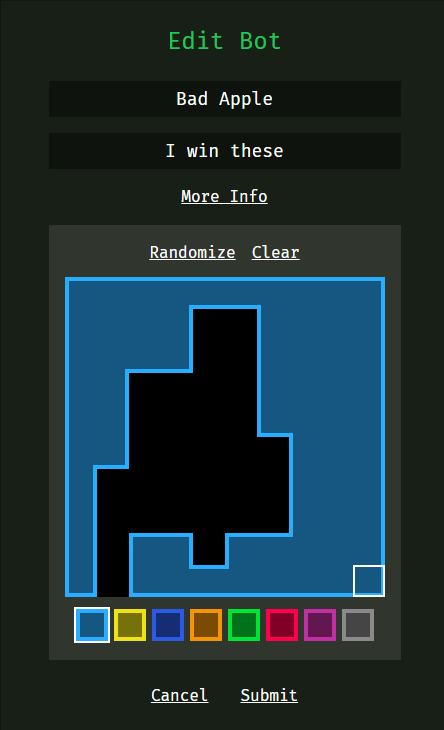 Edit Bot
Bad Apple
I win these
More Info
Randomize Clear
Cancel Submit